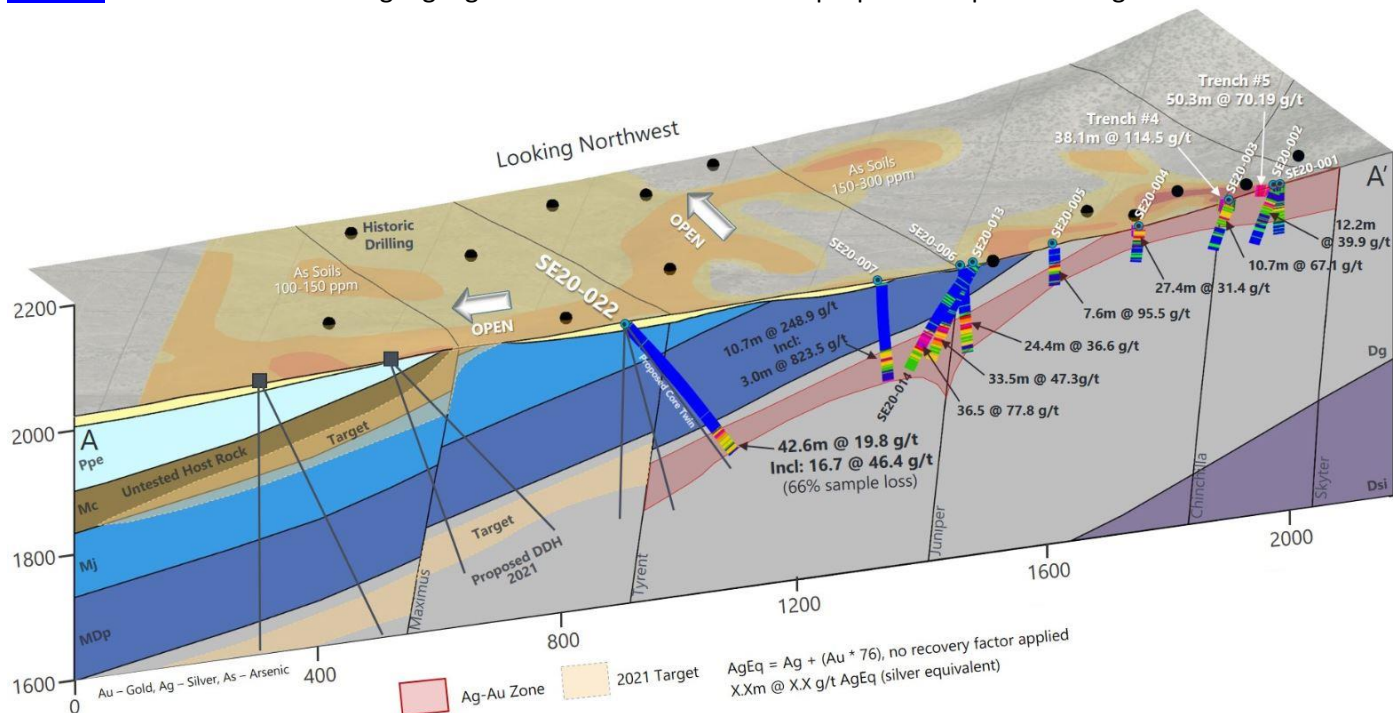 Trench #5
50.3m @ 70.19 g/t
Trench #4
38.1m @ 114.5 g/t
Looking Northwest
As Soils
150-300 ppm
SE20-003
SE20-002
SE20-001
A'
Historic
Drilling
OPEN
SE20-004
SE20-005
SE20-013
SE20-006
SE20-007
12.2m
@ 39.9 g/t
10.7m @ 67.1 g/t
27.4m @ 31.4 g/t
7.6m @ 95.5 g/t
As Soils
100-150 ppm
SE20-022
OPEN
2200
10.7m @ 248.9 g/t
Incl:
3.0m @ 823.5 g/t
24.4m @ 36.6 g/t
33.5m @ 47.3g/t
36.5 @ 77.8 g/t
SE20-014
Proposed Core Twin
Dg
2000
A
Ppe
Target
Untested Host Rock
Mc
42.6m @ 19.8 g/t
Incl: 16.7 @ 46.4 g/t
(66% sample loss)
Chinchilla
Skyter
Dsi
1800
Mj
Target
Proposed DDH
2021
Maximus
Tyrent
Juniper
MDp
1600
0
400
800
1200
1600
2000
Au – Gold, Ag – Silver, As – Arsenic
Ag-Au Zone
2021 Target
AgEq = Ag + (Au * 76), no recovery factor applied
X.Xm @ X.X g/t AgEq (silver equivalent)